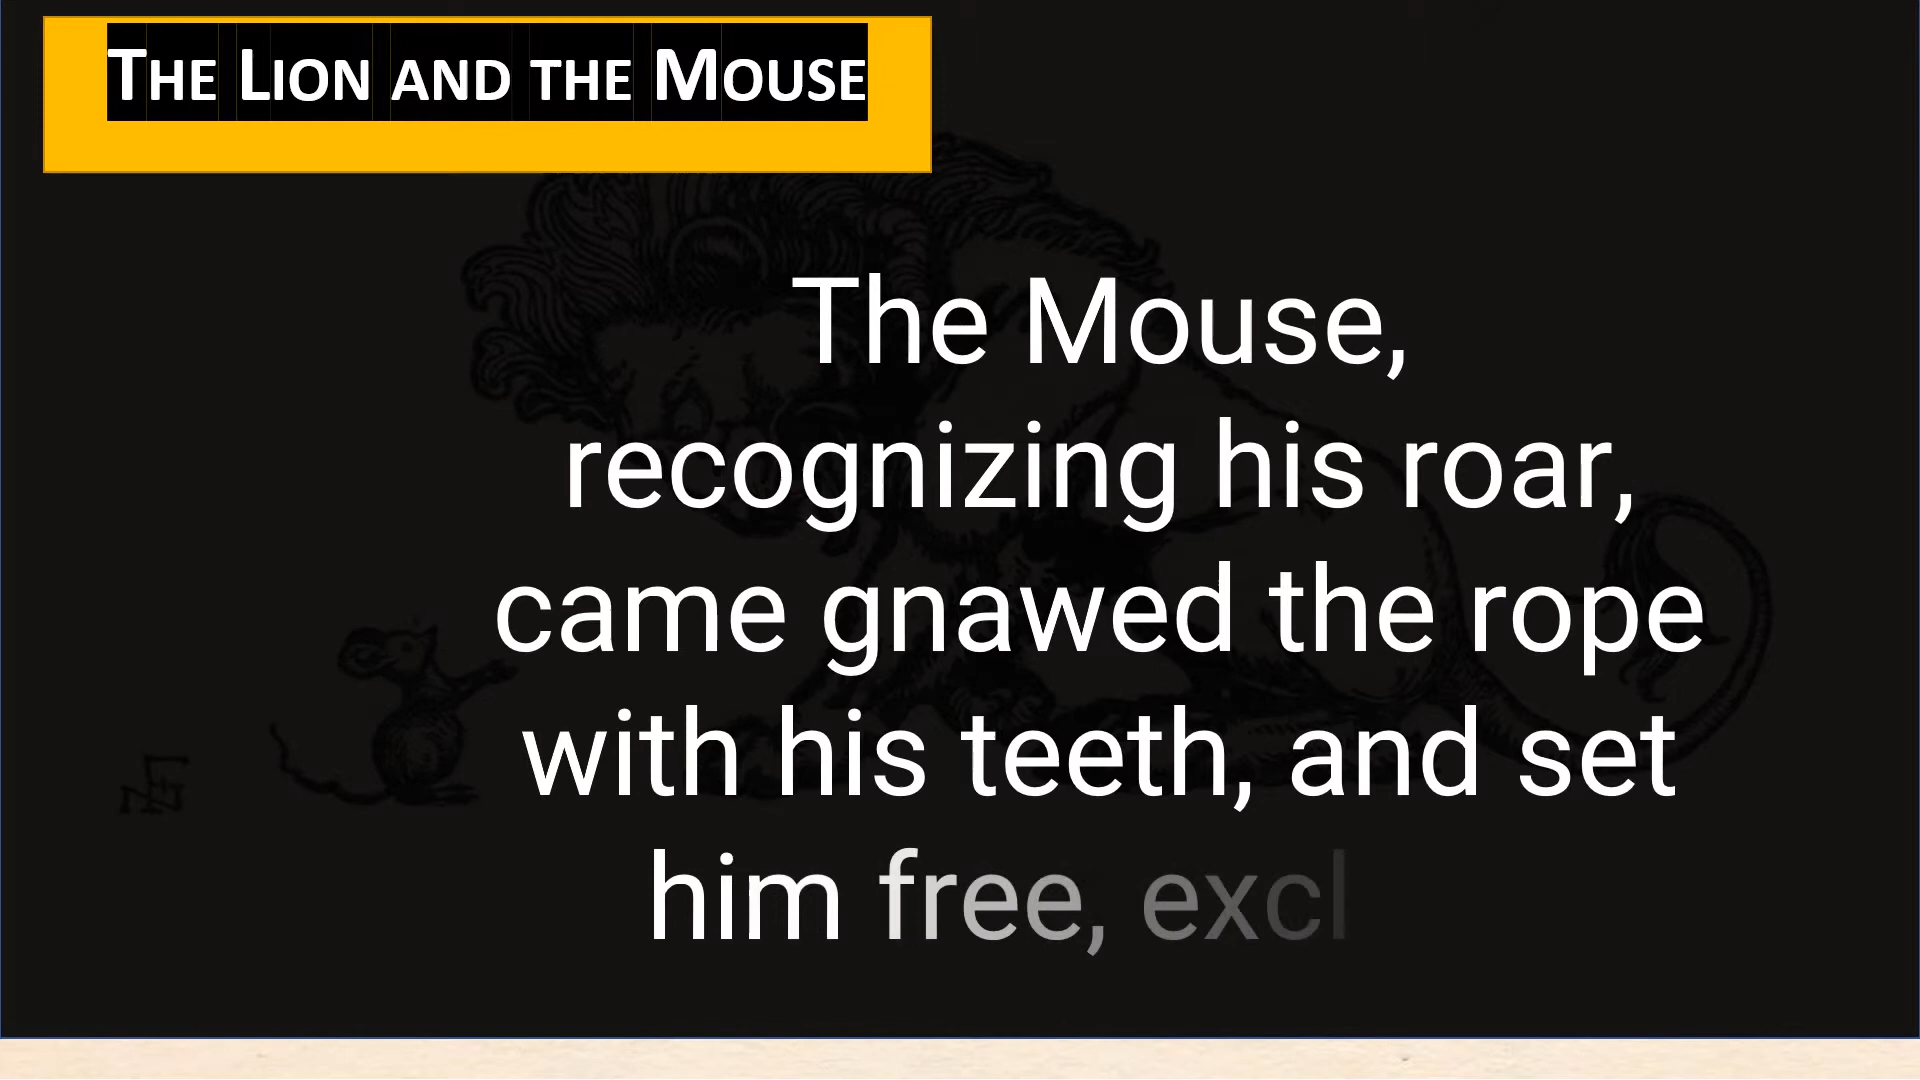 The Lion and the Mouse
The Mouse,
recognizing his roar,
came gnawed the rope
with his teeth, and set
him free, excl